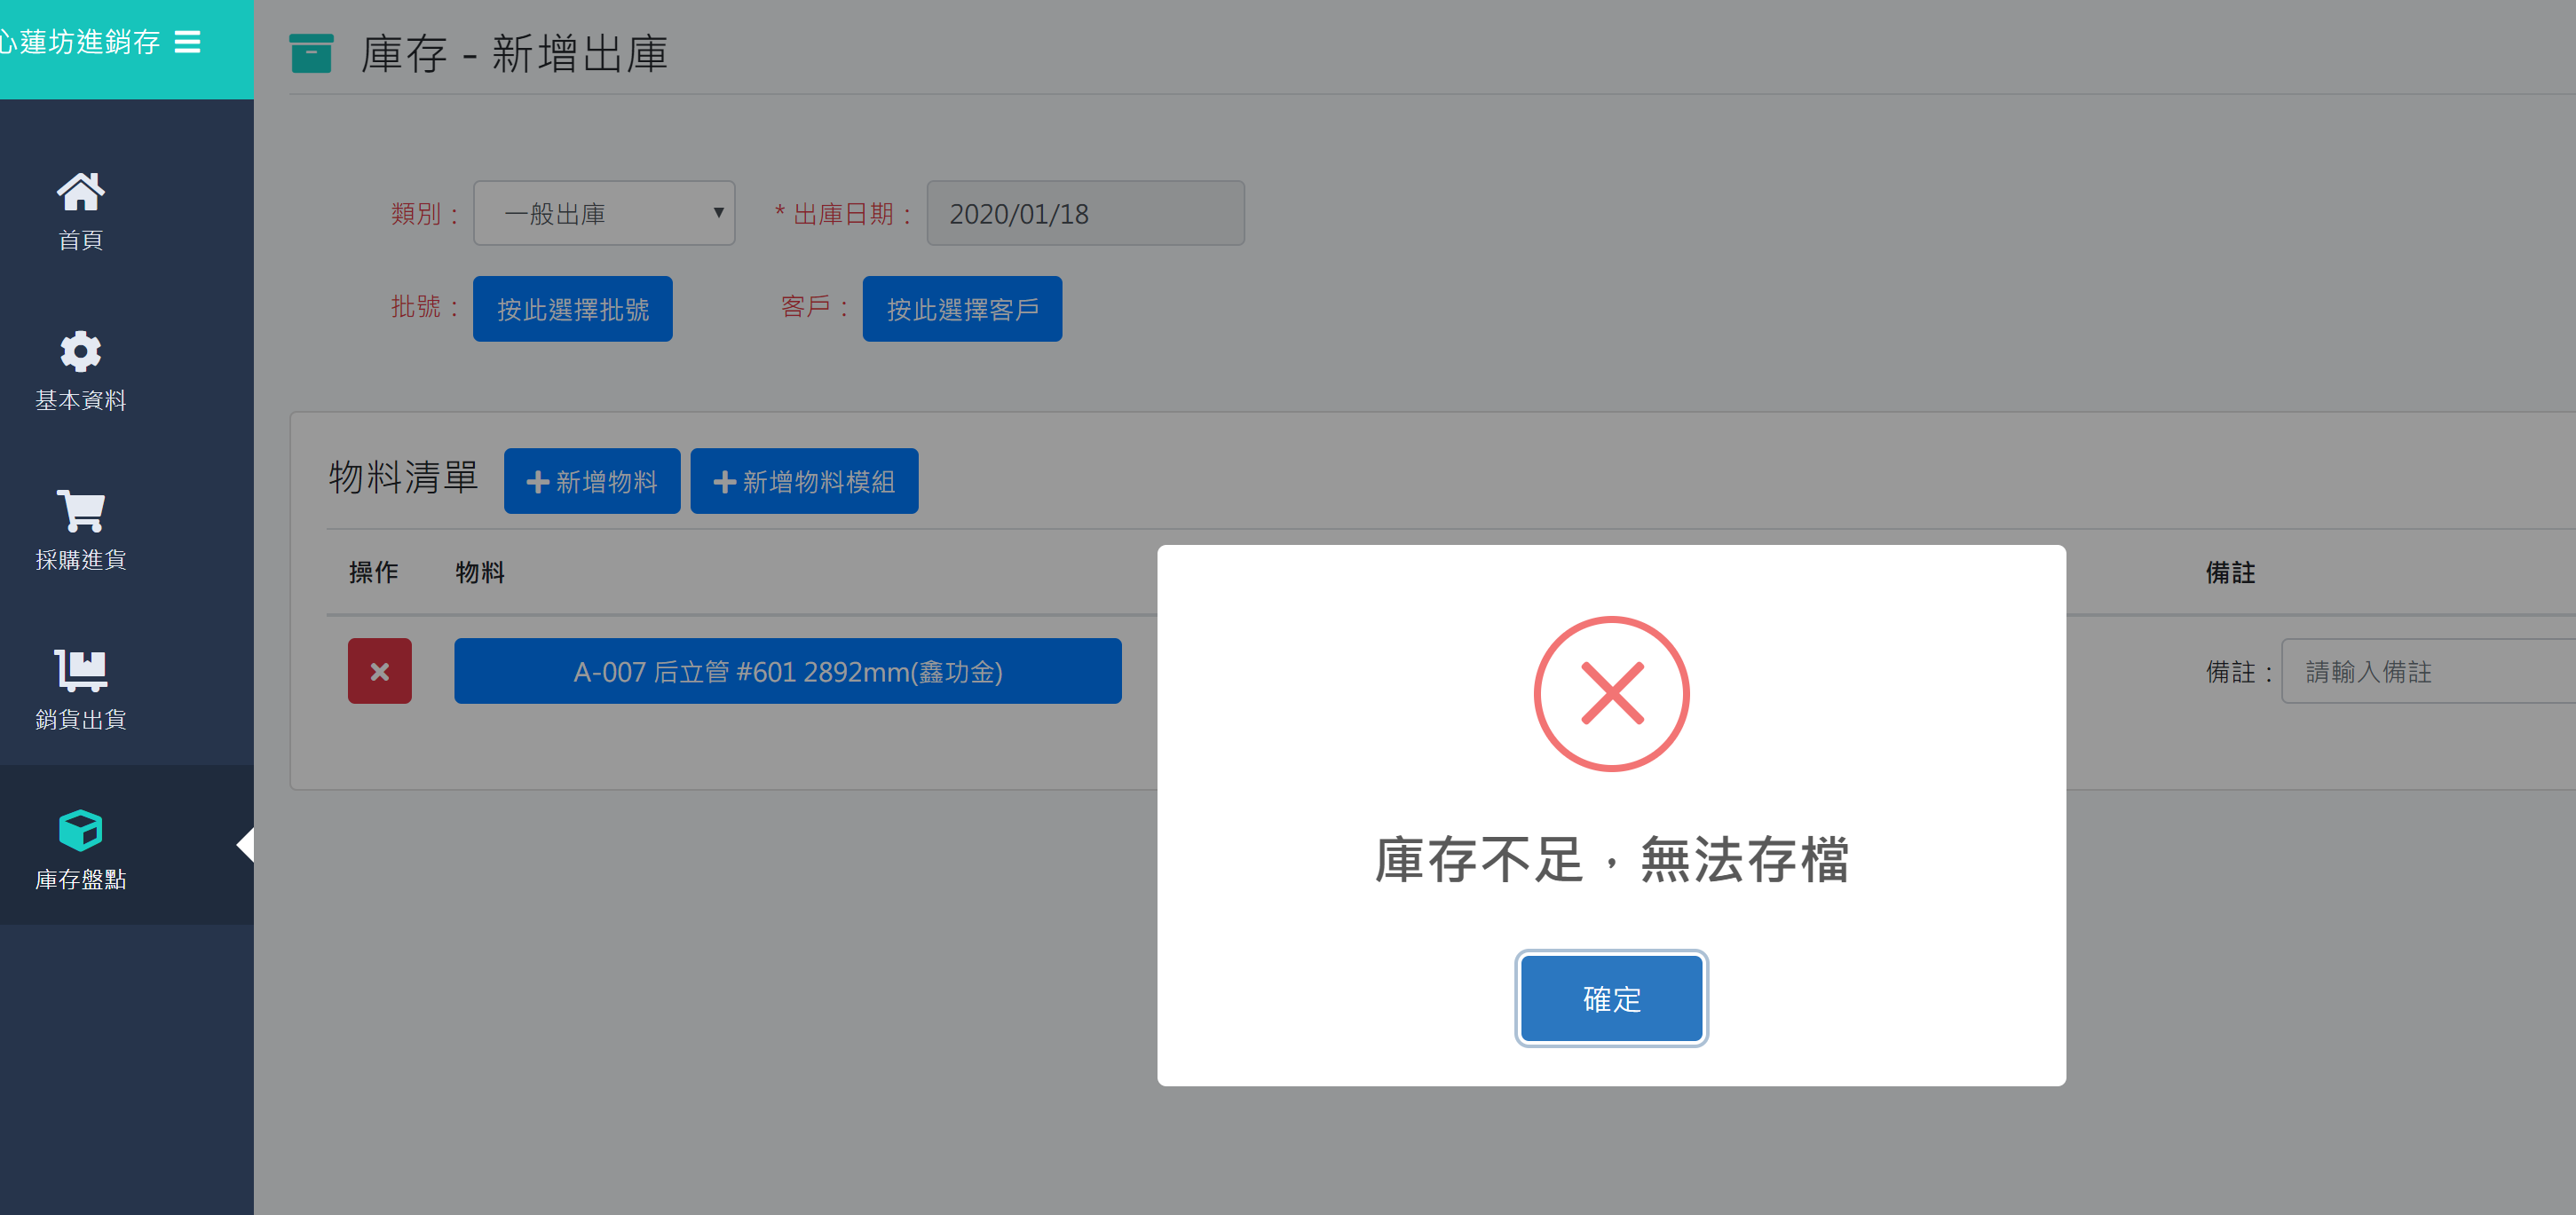 心蓮坊進銷存
庫存 - 新增出庫
類別：
一般出庫
* 出庫日期：
2020/01/18
批號：
按此選擇批號
客戶：
按此選擇客戶
首頁
基本資料
採購進貨
銷貨出貨
庫存盤點
物料清單
新增物料
新增物料模組
操作
物料
備註
A-007 后立管 #601 2892mm(鑫功金)
備註：
請輸入備註
庫存不足，無法存檔
確定